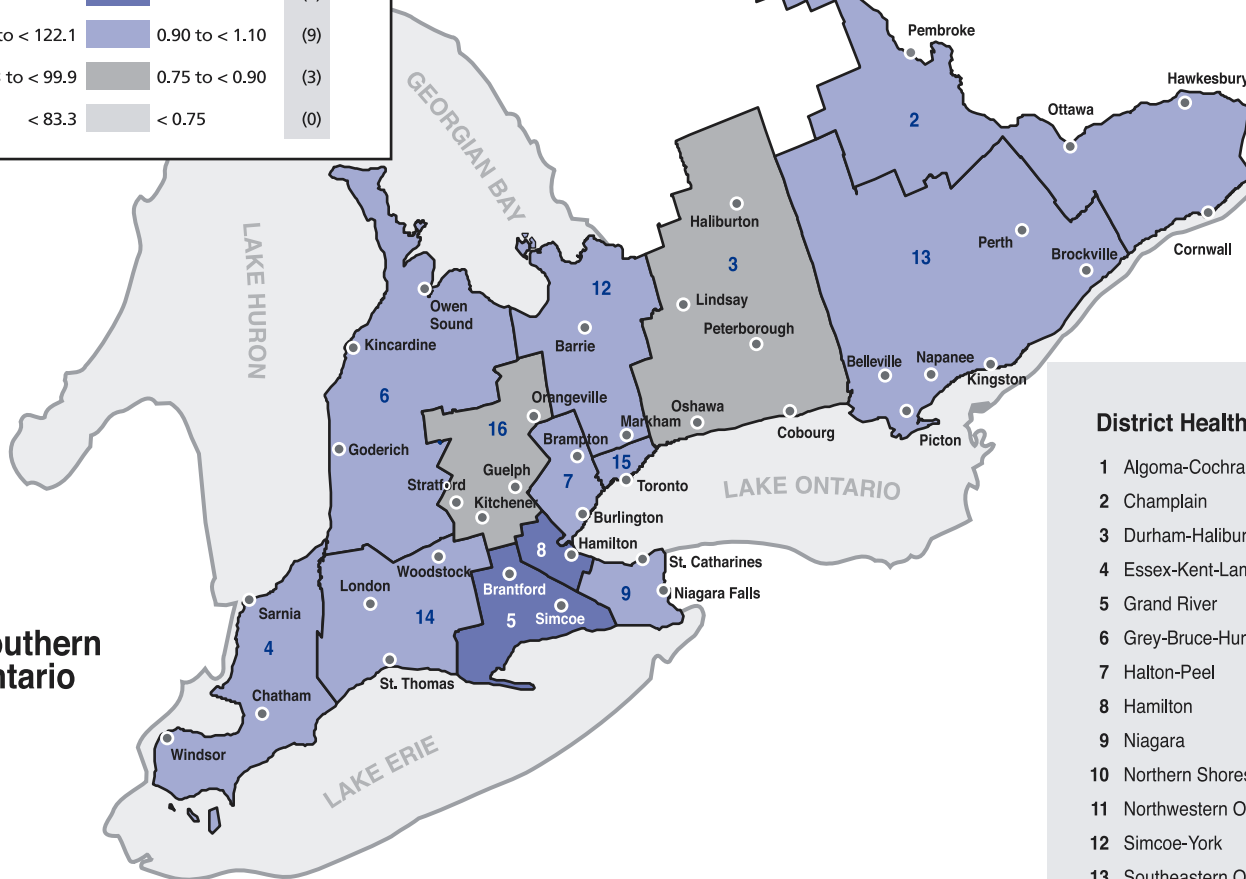 to < 122.1 0.90 to < 1.10 (9)
to < 99.9 0.75 to < 0.90 (3)
< 83.3 < 0.75 (0)
Pembroke
Hawkesbury
Ottawa
2
GEORGIAN BAY
Haliburton
Perth
Brockville
Cornwall
LAKE HURON
3
13
12
Owen
Sound
Lindsay
Peterborough
Kincardine
Barrie
Belleville
Napanee
Kingston
6
Orangeville
Oshawa
Markham
Cobourg
Picton
16
Brampton
Goderich
15
Guelph
7
Stratford
Toronto
LAKE ONTARIO
Kitchener
Burlington
Hamilton
8
St. Catharines
Woodstock
London
Brantford
9
Niagara Falls
Sarnia
14
5
Simcoe
4
St. Thomas
Chatham
Windsor
LAKE ERIE
outhern
ntario
District Health
1 Algoma-Cochra
2 Champlain
3 Durham-Halibur
4 Essex-Kent-Lam
5 Grand River
6 Grey-Bruce-Hur
7 Halton-Peel
8 Hamilton
9 Niagara
10 Northern Shores
11 Northwestern O
12 Simcoe-York
13 Southeastern O